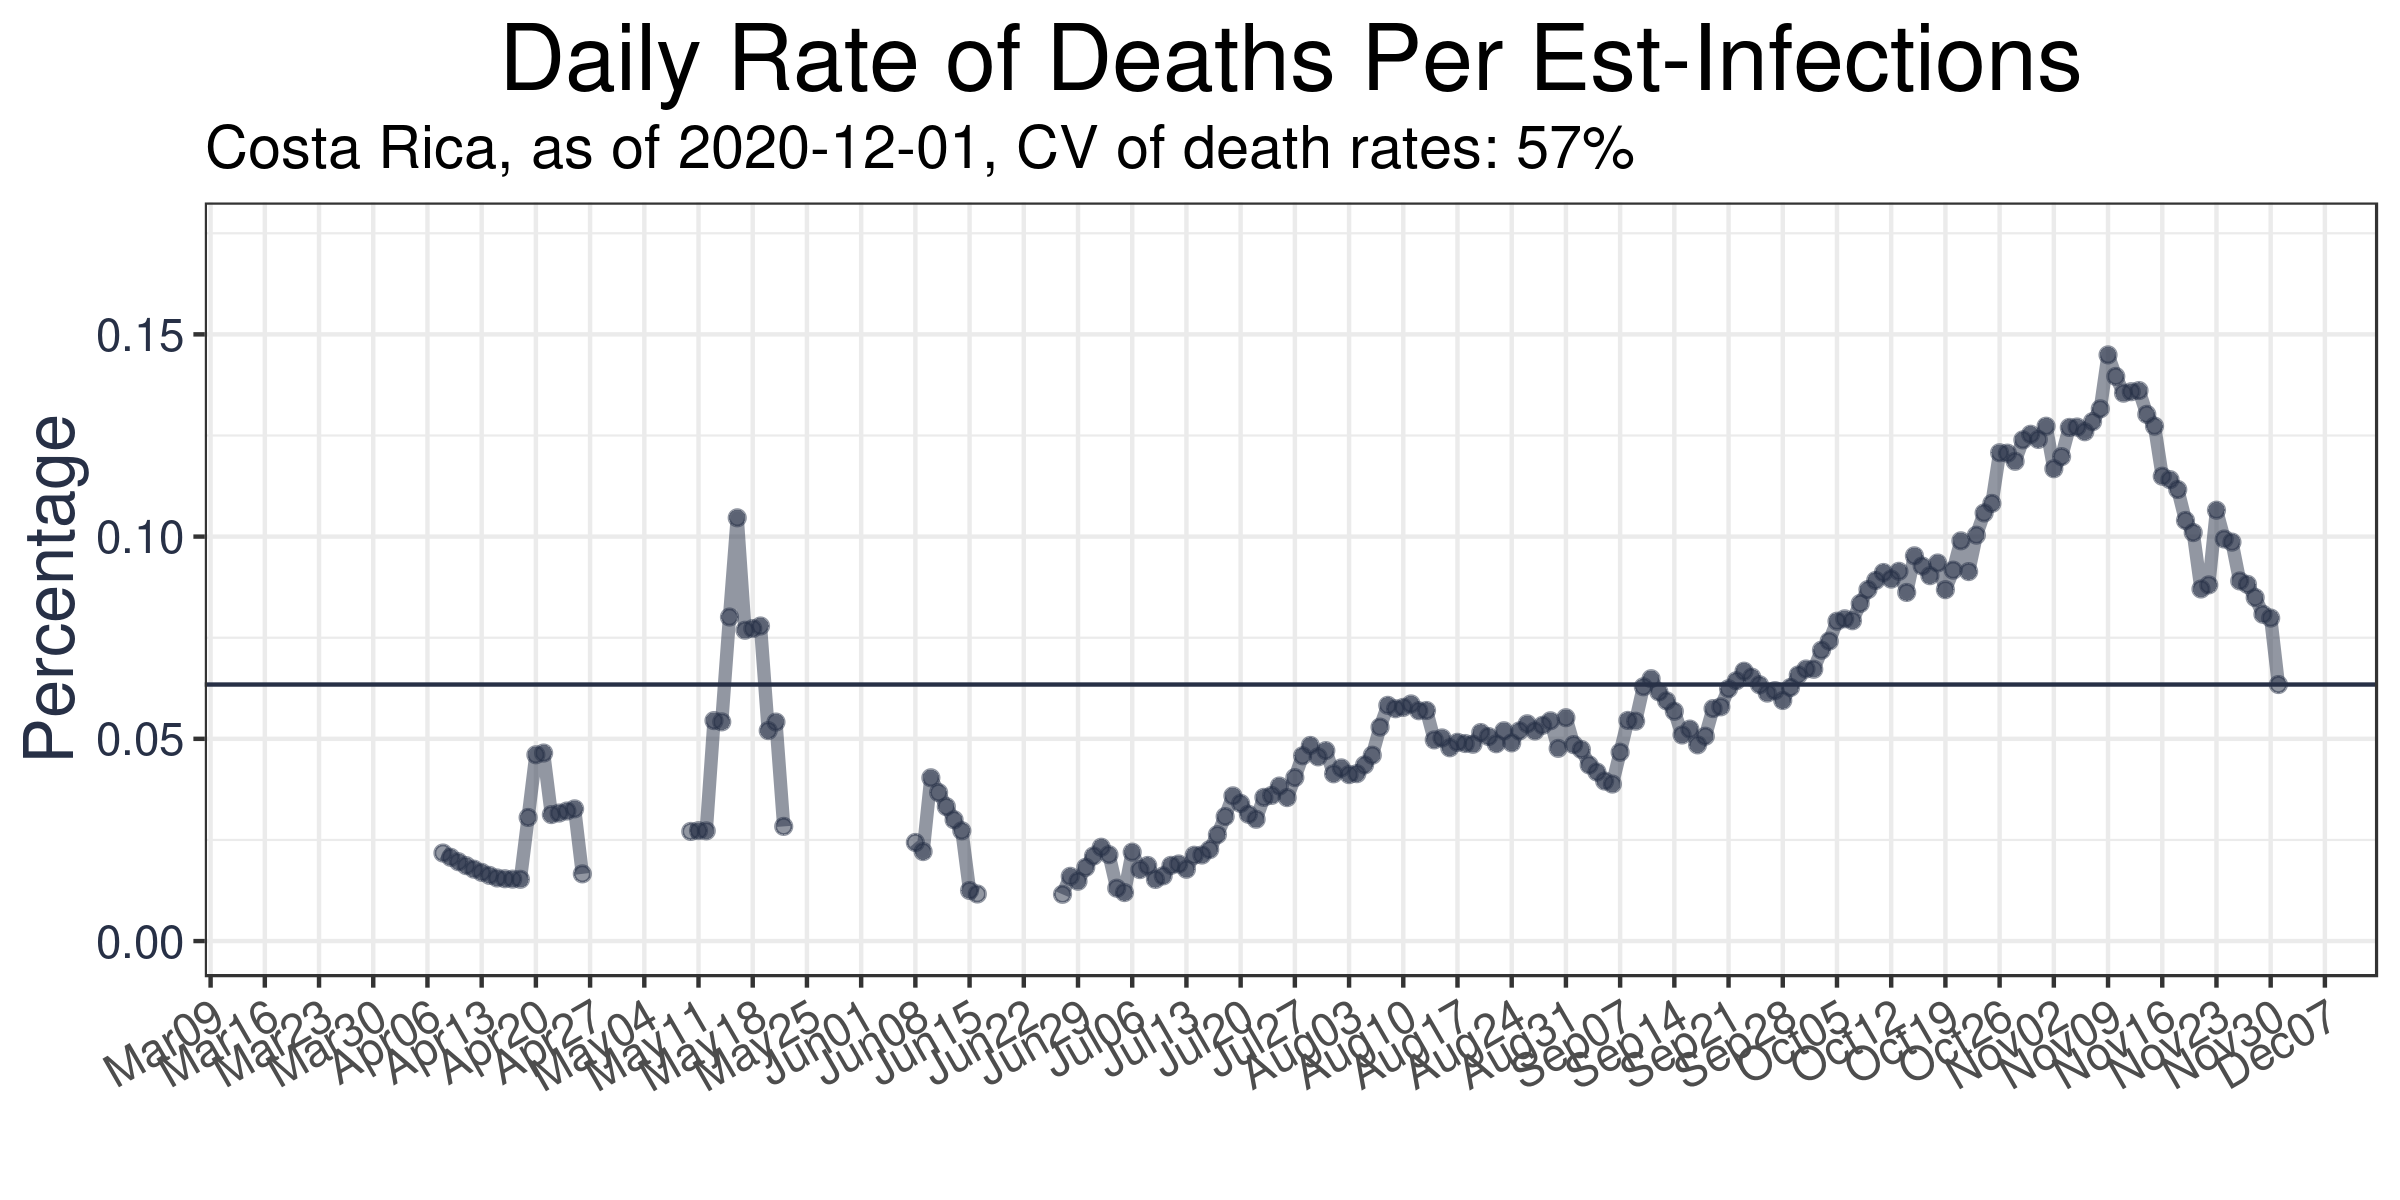 Daily Rate of Deaths Per Est-Infections
Costa Rica, as of 2020-12-01, CV of death rates: 57%
Percentage
0.15
0.10
0.05
0.00
Mar09
Mar16
Mar23
Mar30
Apr06
Apr13
Apr20
Apr27
May04
May11
May18
May25
Jun01
Jun08
Jun15
Jun22
Jun29
Jul06
Jul13
Jul20
Jul27
Aug03
Aug10
Aug17
Aug24
Aug31
Sep07
Sep14
Sep21
Sep28
Oct05
Oct12
Oct19
Oct26
Nov02
Nov09
Nov16
Nov23
Nov30
Dec07